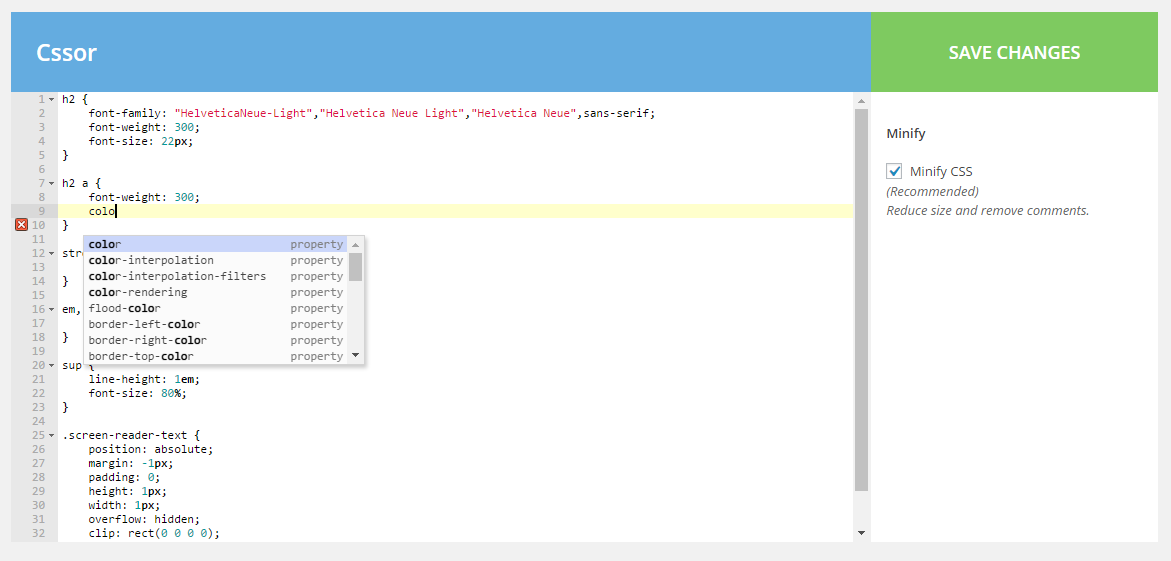 Cssor
SAVE CHANGES
1 h2 {
2 font-family: "HelveticaNeue-Light","Helvetica Neue Light","Helvetica Neue",sans-serif;
3 font-weight: 300;
4 font-size: 22px;
5 }
6
7 h2 a {
8 font-weight: 300;
9 colo
10 }
11
12 stro
13
14 }
15
16 em,
17
18 }
19
20 sup {
21 line-height: 1em;
22 font-size: 80%;
23 }
24
25 .screen-reader-text {
26 position: absolute;
27 margin: -1px;
28 padding: 0;
29 height: 1px;
30 width: 1px;
31 overflow: hidden;
32 clip: rect(0 0 0 0);
color property
color-interpolation property
color-interpolation-filters property
color-rendering property
flood-color property
border-left-color property
border-right-color property
border-top-color property
Minify
Minify CSS
(Recommended)
Reduce size and remove comments.